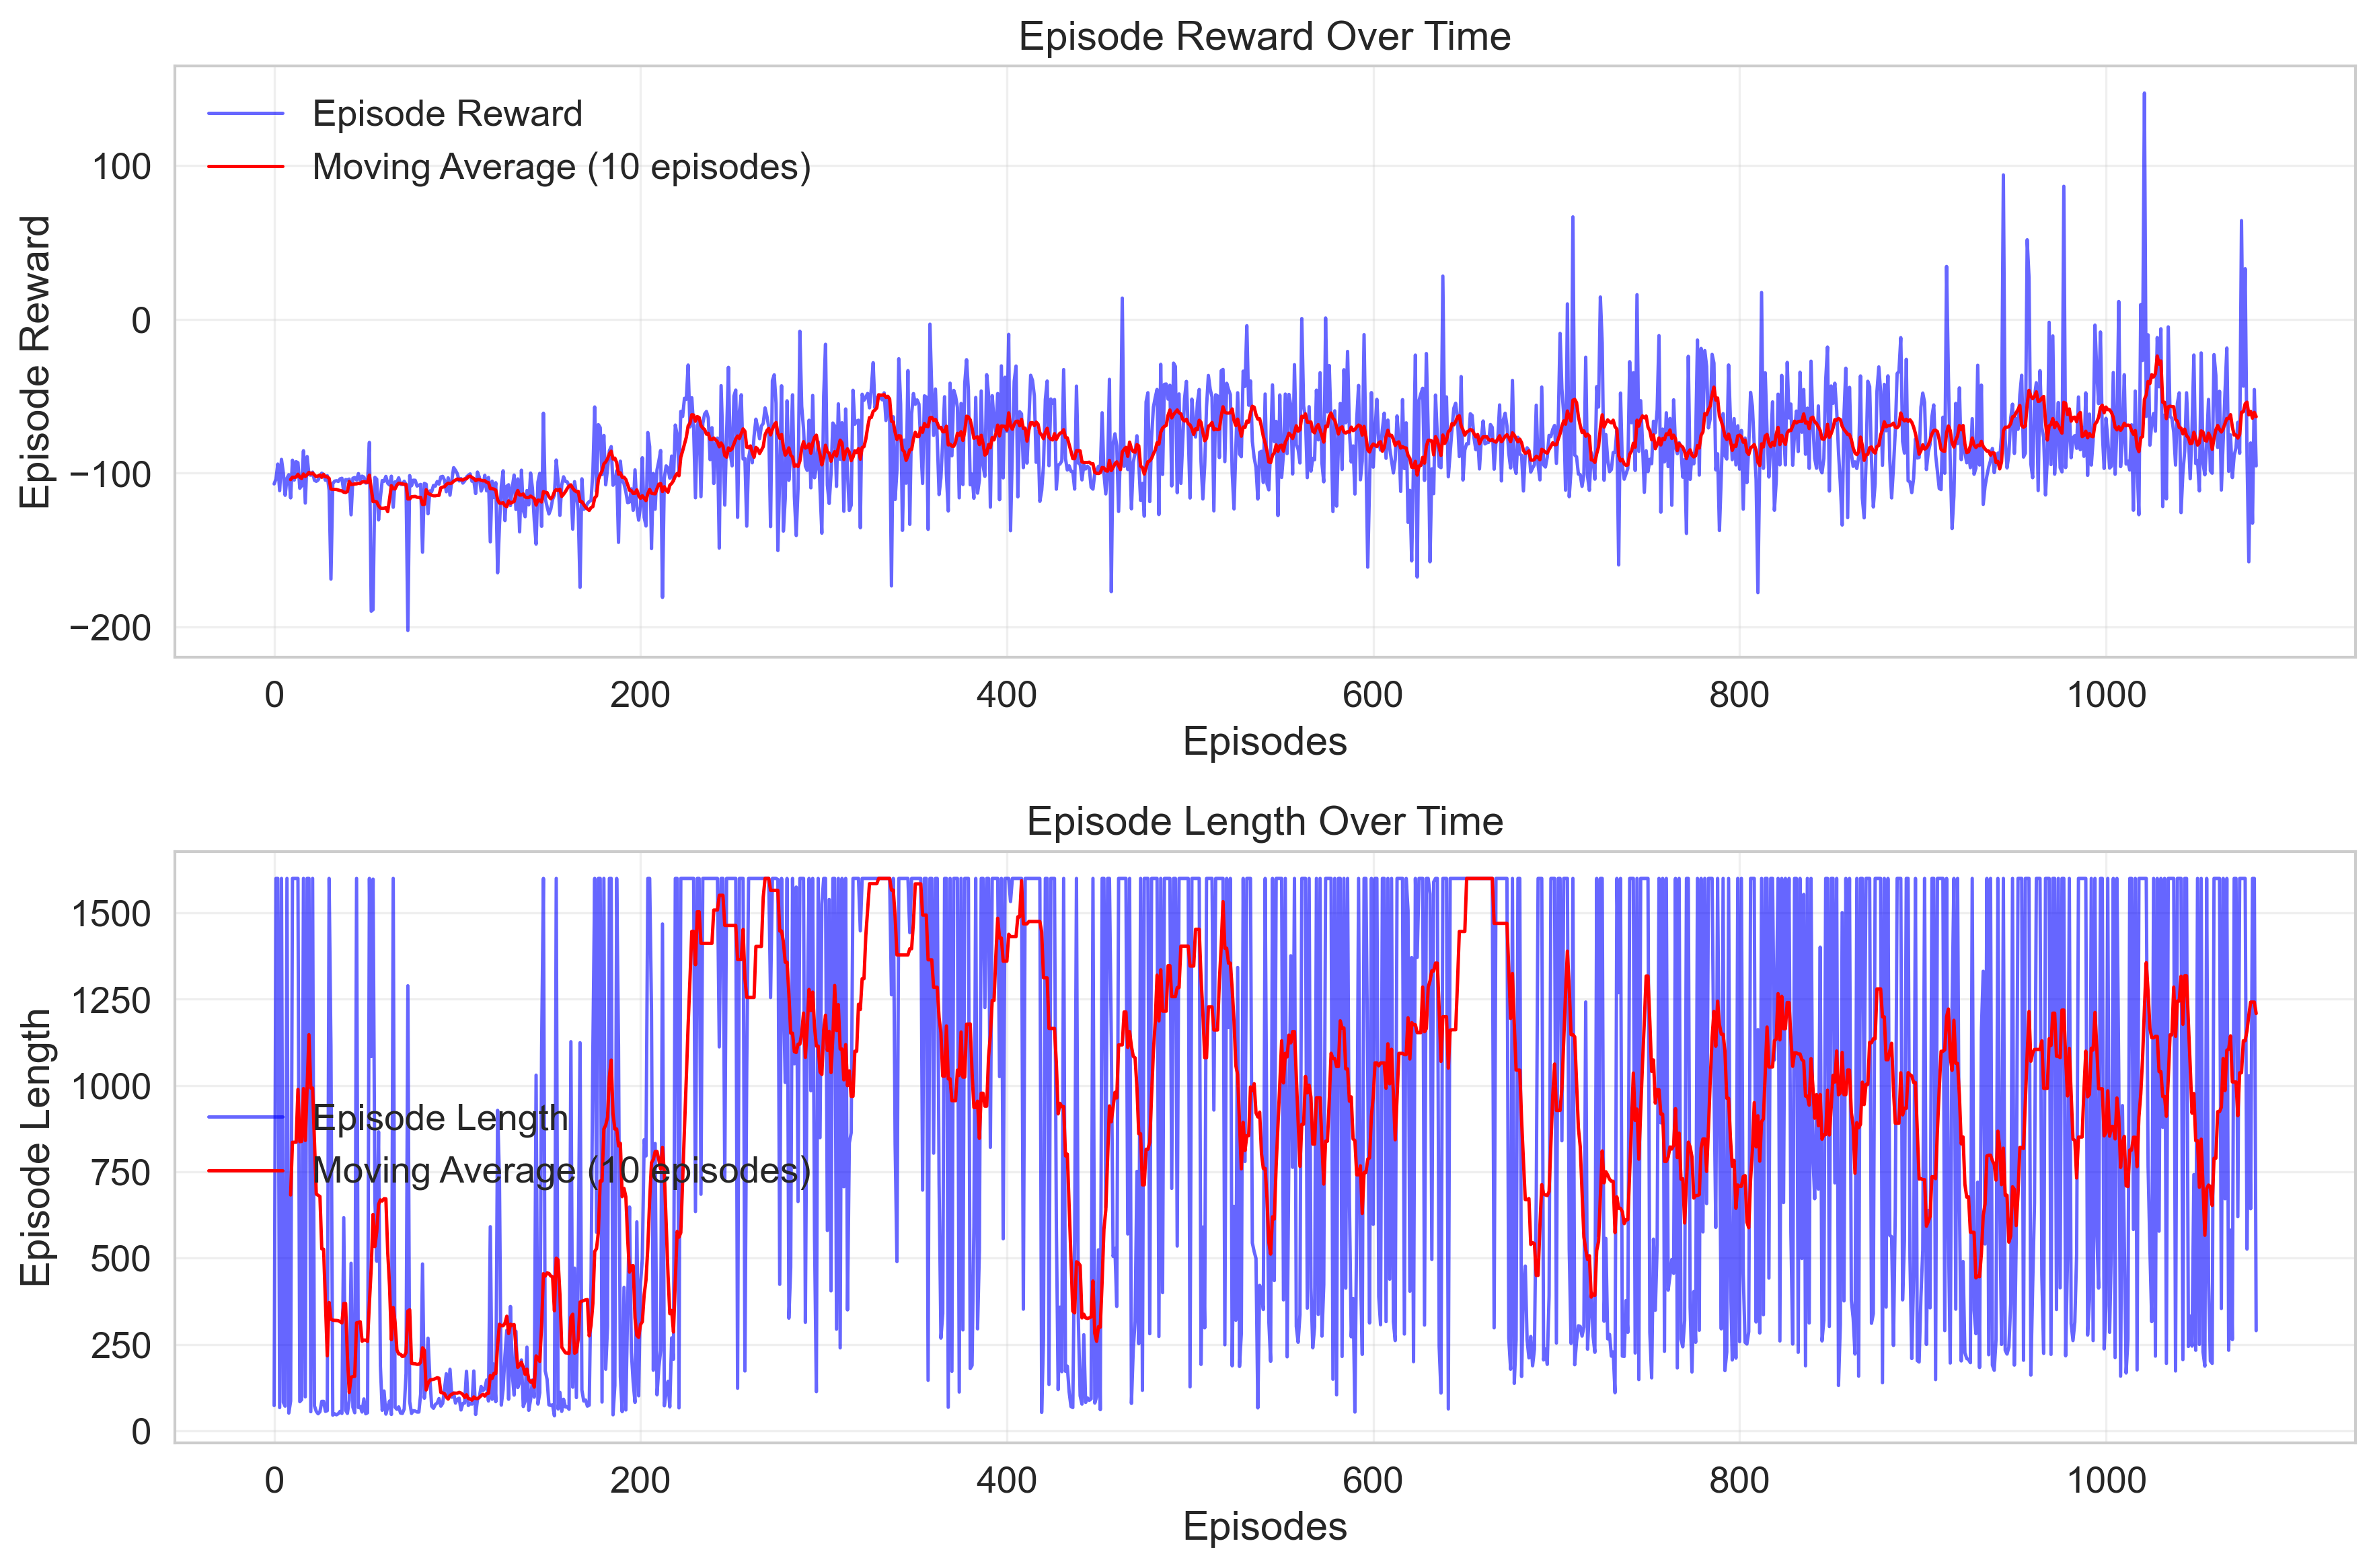 Episode Reward Over Time
Episode Reward
Moving Average (10 episodes)
100
0
−100
−200
Episode Reward
0 200 400 600 800 1000
Episodes
Episode Length Over Time
1500
1250
1000
750
500
250
0
Episode Length
Episode Length
Moving Average (10 episodes)
0 200 400 600 800 1000
Episodes